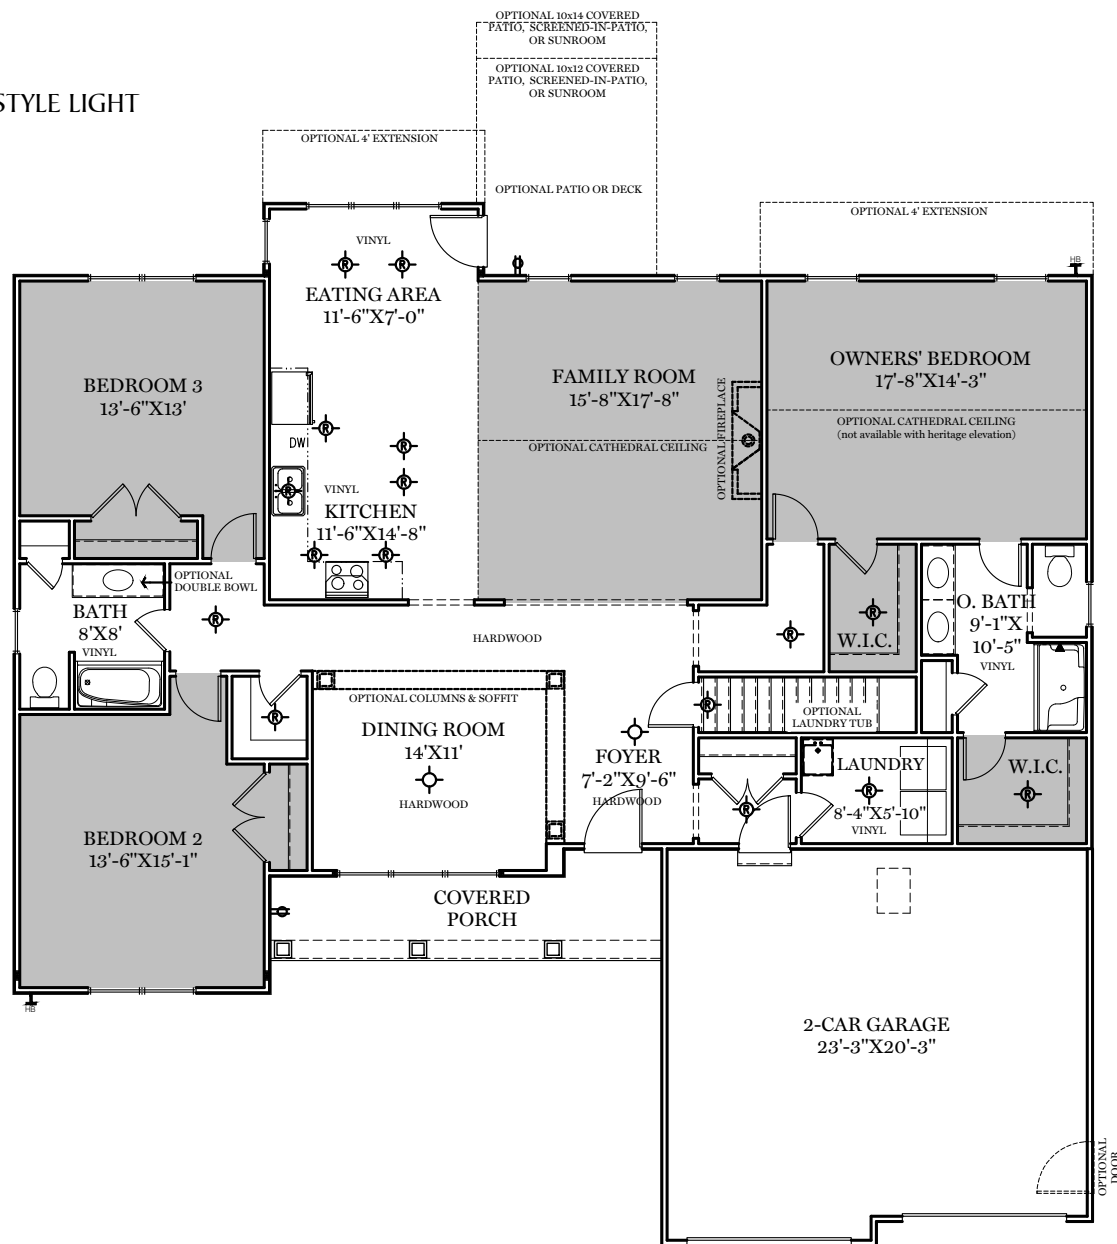 OPTIONAL 10x14 COVERED
PATIO, SCREENED-IN-PATIO,
OR SUNROOM
OPTIONAL 10x12 COVERED
PATIO, SCREENED-IN-PATIO,
OR SUNROOM
STYLE LIGHT
OPTIONAL 4' EXTENSION
OPTIONAL PATIO OR DECK
OPTIONAL 4' EXTENSION
VINYL
HB
EATING AREA
11'-6"X7'-0"
BEDROOM 3
13'-6"X13'
FAMILY ROOM
15'-8"X17'-8"
OWNERS' BEDROOM
17'-8"X14'-3"
OPTIONAL CATHEDRAL CEILING
(not available with heritage elevation)
OPTIONAL FIREPLACE
OPTIONAL CATHEDRAL CEILING
DW
R
R
R
R
R
R
VINYL
KITCHEN
11'-6"X14'-8"
R
R
OPTIONAL
DOUBLE BOWL
BATH
8'X8'
VINYL
R
HARDWOOD
R
R
W.I.C.
O. BATH
9'-1"X
10'-5"
VINYL
OPTIONAL COLUMNS & SOFFIT
DINING ROOM
14'X11'
HARDWOOD
R
R
OPTIONAL
LAUNDRY TUB
FOYER
7'-2"X9'-6"
HARDWOOD
R
LAUNDRY
R
8'-4"X5'-10"
VINYL
W.I.C.
R
BEDROOM 2
13'-6"X15'-1"
COVERED
PORCH
HB
2-CAR GARAGE
23'-3"X20'-3"
OPTIONAL
DOOR